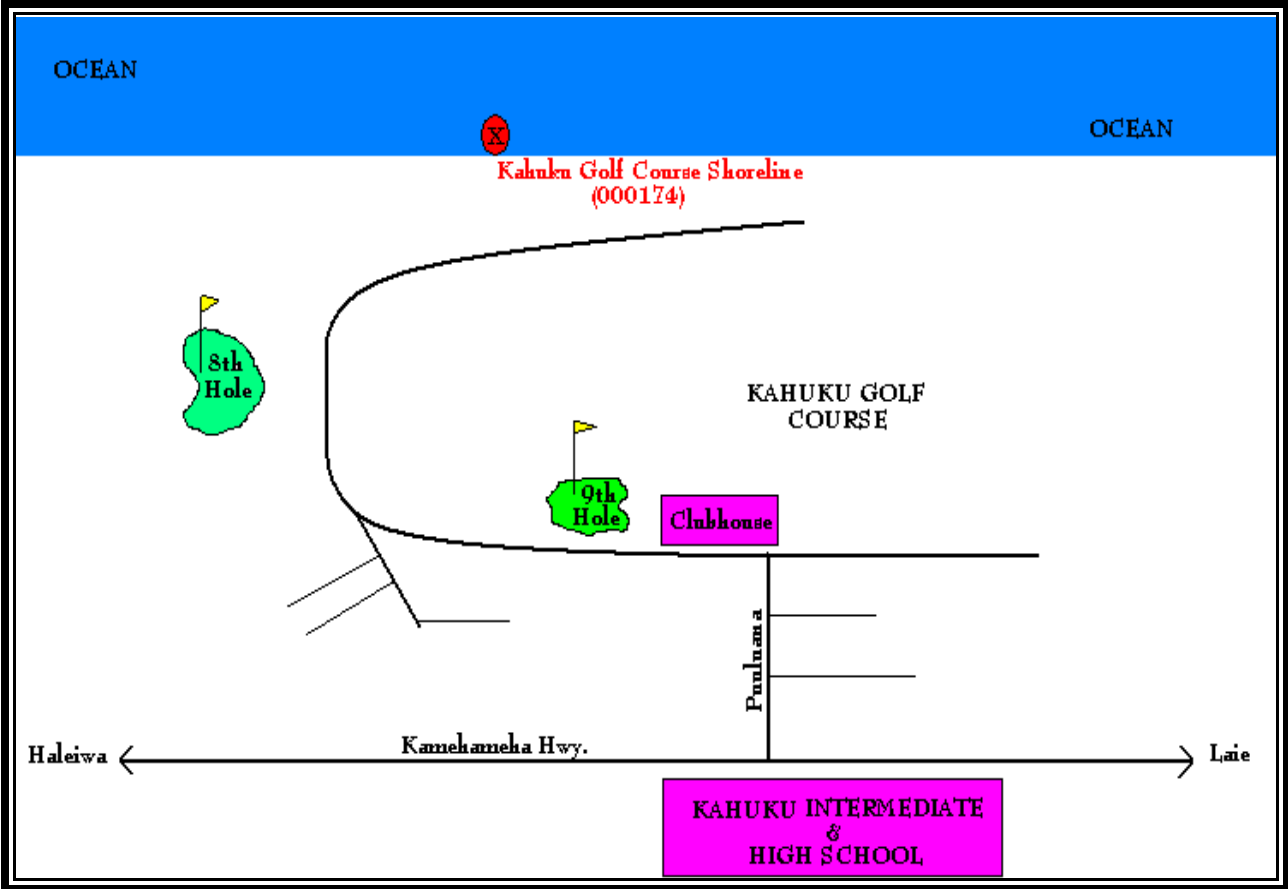 OCEAN
OCEAN
X
Kahuku Golf Course Shoreline
(000174)
8th
Hole
KAHUKU GOLF
COURSE
9th
Hole
Clubhouse
Puuluana
Kamehameha Hwy.
Haleiwa
Laie
KAHUKU INTERMEDIATE
&
HIGH SCHOOL